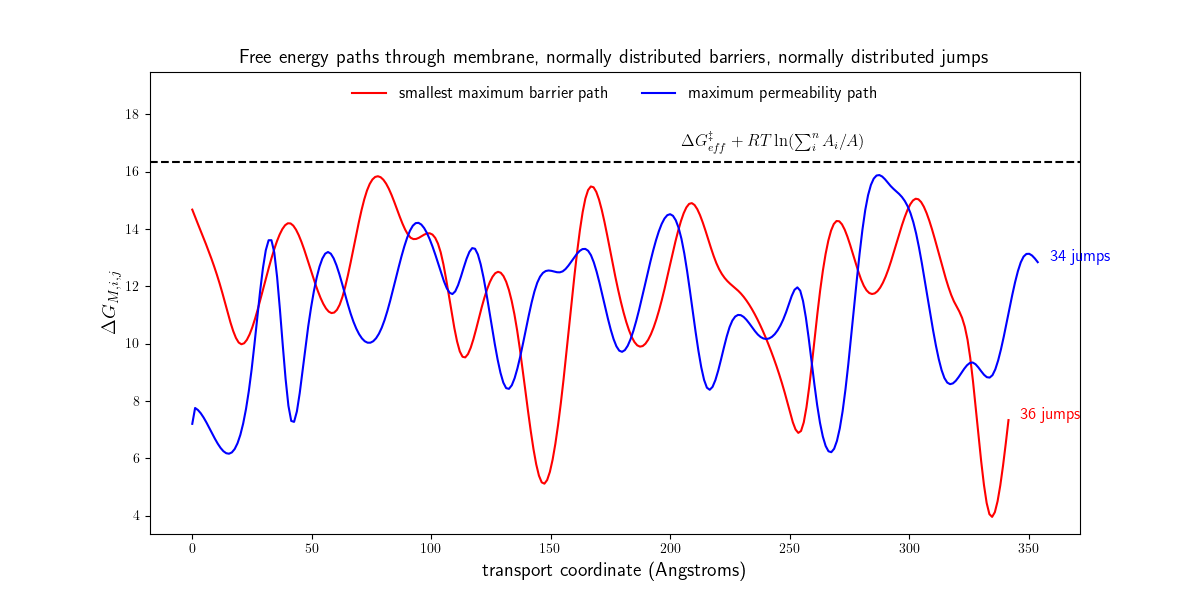 Free energy paths through membrane, normally distributed barriers, normally distributed jumps
smallest maximum barrier path
maximum permeability path
ΔG‡eff + RT ln(∑ⁿᵢ Aᵢ/A)
18
16
14
12
10
8
6
4
ΔG_{M,i,j}
34 jumps
36 jumps
0 50 100 150 200 250 300 350
transport coordinate (Angstroms)